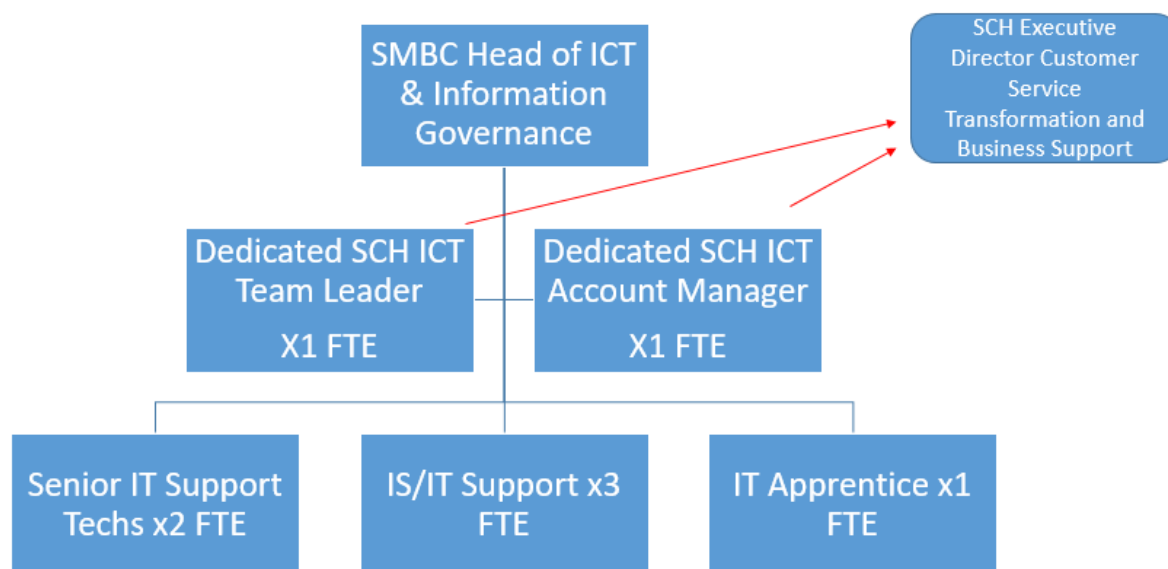 SMBC Head of ICT
& Information
Governance
SCH Executive
Director Customer
Service
Transformation and
Business Support
Dedicated SCH ICT
Team Leader
X1 FTE
Dedicated SCH ICT
Account Manager
X1 FTE
Senior IT Support
Techs x2 FTE
IS/IT Support x3
FTE
IT Apprentice x1
FTE